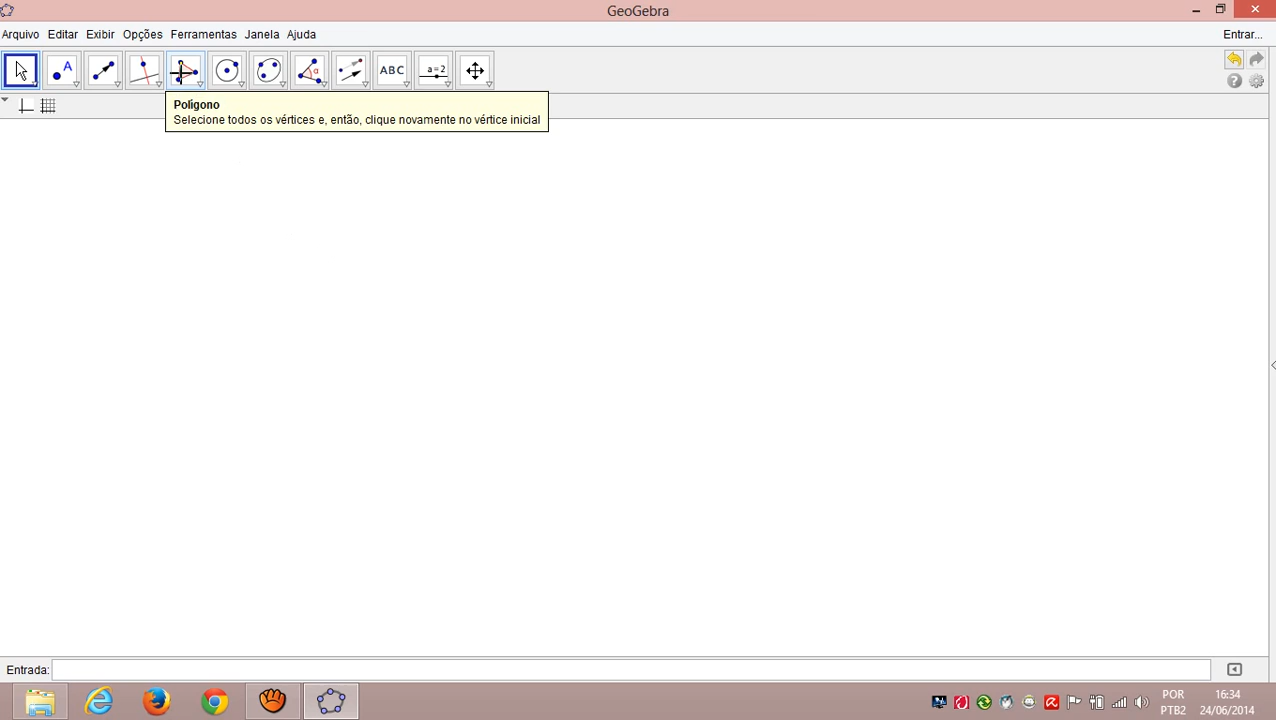 GeoGebra
Arquivo Editar Exibir Opções Ferramentas Janela Ajuda Entrar...
A α ABC a=2
Polígono
Selecione todos os vértices e, então, clique novamente no vértice inicial
Entrada:
POR 16:34
PTB2 24/06/2014